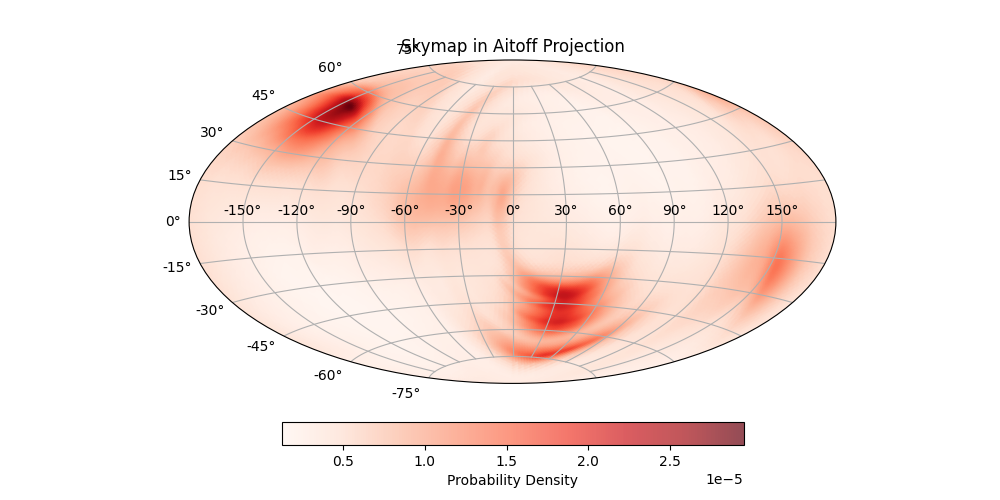 75°
Skymap in Aitoff Projection
60°
45°
30°
15°
-150° -120° -90° -60° -30° 0° 30° 60° 90° 120° 150°
0°
-15°
-30°
-45°
-60°
-75°
0.5 1.0 1.5 2.0 2.5
1e−5
Probability Density